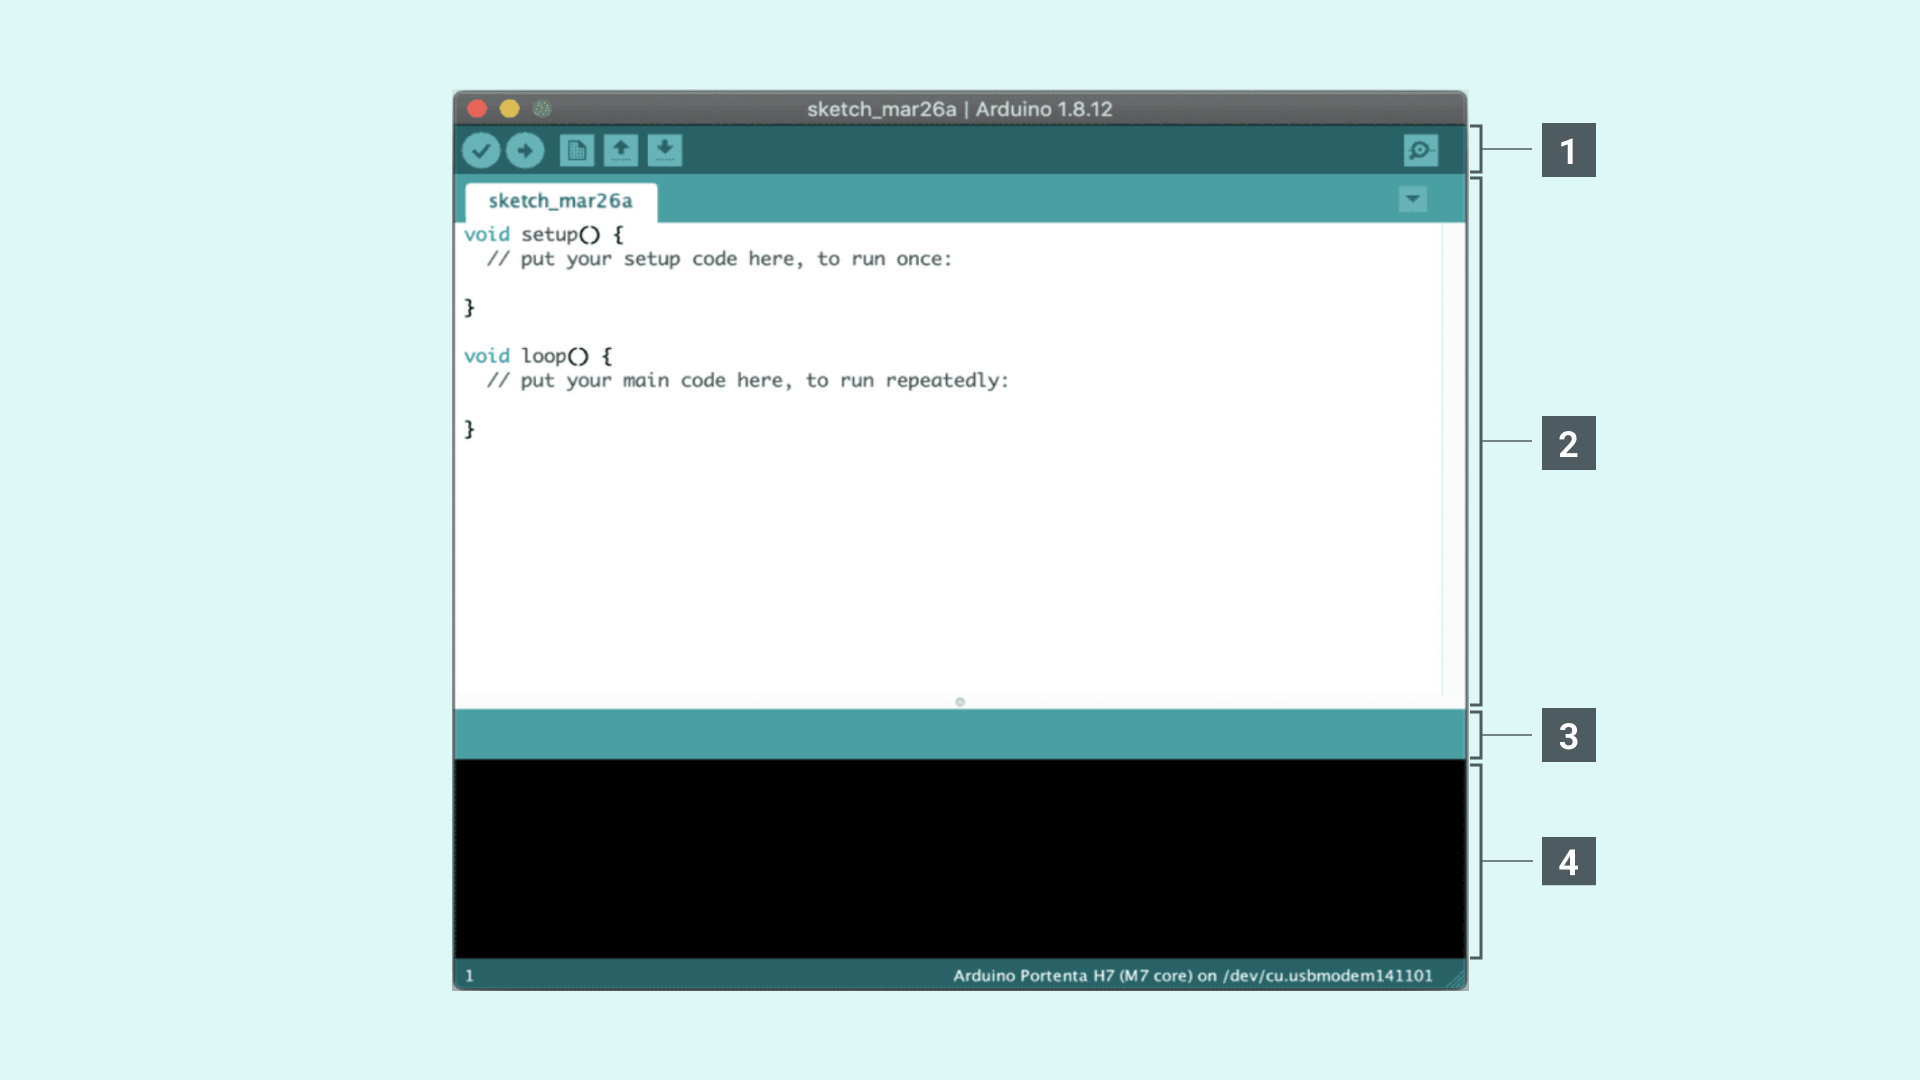 sketch_mar26a | Arduino 1.8.12
1
sketch_mar26a
void setup() {
  // put your setup code here, to run once:
}
void loop() {
  // put your main code here, to run repeatedly:
}
2
3
4
1
Arduino Portenta H7 (M7 core) on /dev/cu.usbmodem141101